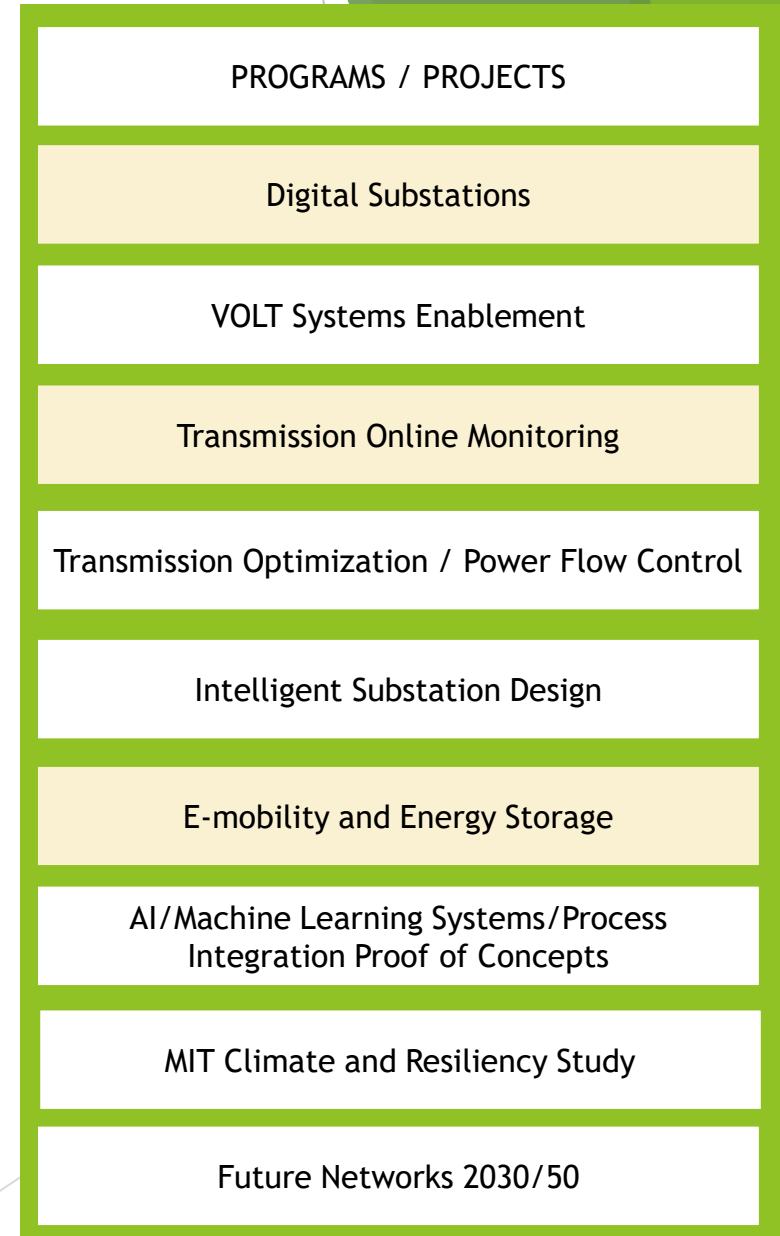 PROGRAMS / PROJECTS
Digital Substations
VOLT Systems Enablement
Transmission Online Monitoring
Transmission Optimization / Power Flow Control
Intelligent Substation Design
E-mobility and Energy Storage
AI/Machine Learning Systems/Process
Integration Proof of Concepts
MIT Climate and Resiliency Study
Future Networks 2030/50